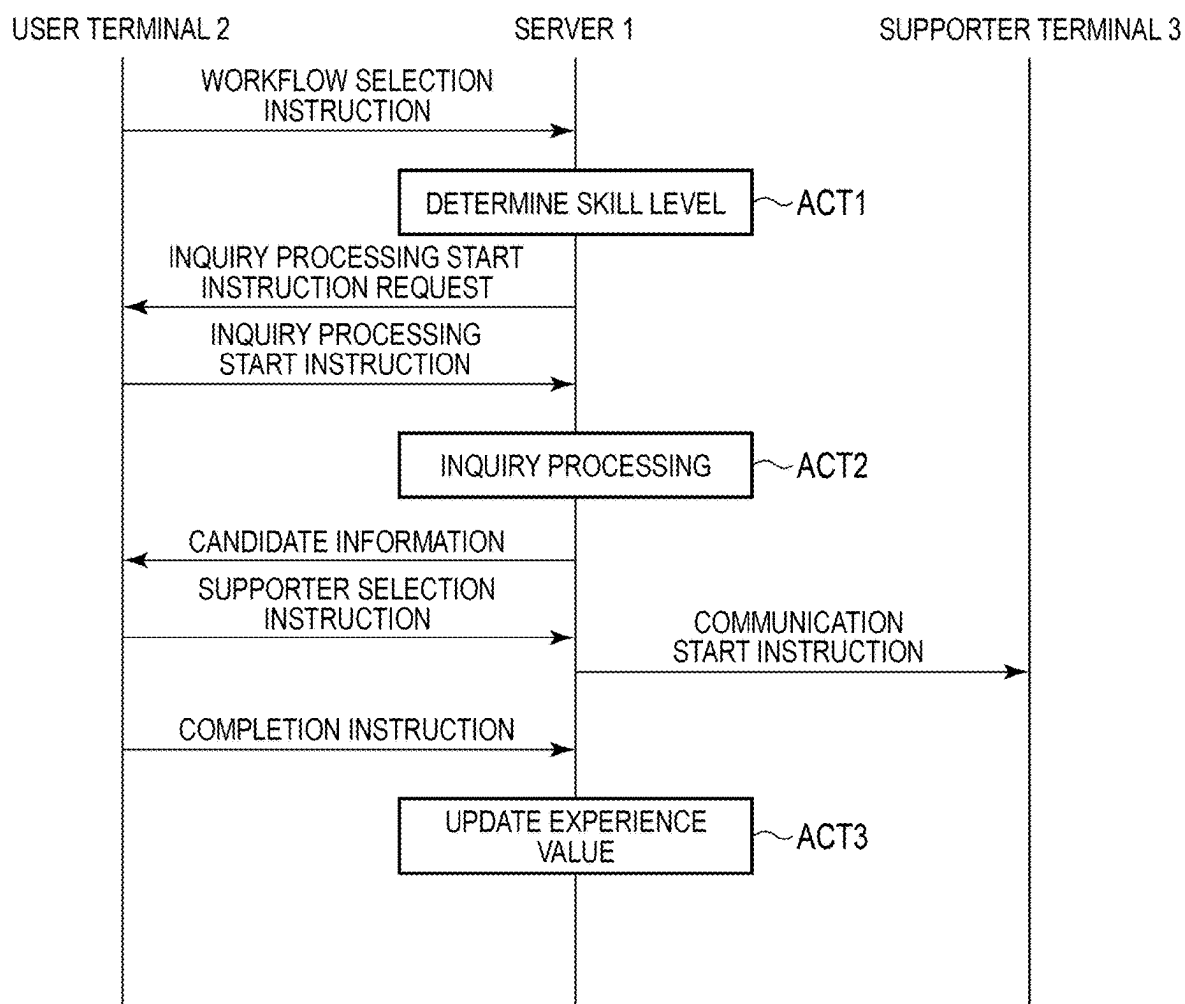 USER TERMINAL 2
SERVER 1
SUPPORTER TERMINAL 3
WORKFLOW SELECTION
INSTRUCTION
DETERMINE SKILL LEVEL
ACT1
INQUIRY PROCESSING START
INSTRUCTION REQUEST
INQUIRY PROCESSING
START INSTRUCTION
INQUIRY PROCESSING
ACT2
CANDIDATE INFORMATION
SUPPORTER SELECTION
INSTRUCTION
COMMUNICATION
START INSTRUCTION
COMPLETION INSTRUCTION
UPDATE EXPERIENCE
VALUE
ACT3